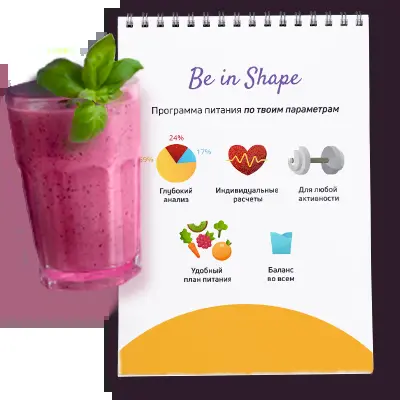 Be in Shape
Программа питания по твоим параметрам
24%
17%
59%
Глубокий
анализ
Индивидуальные
расчеты
Для любой
активности
Удобный
план питания
Баланс
во всем